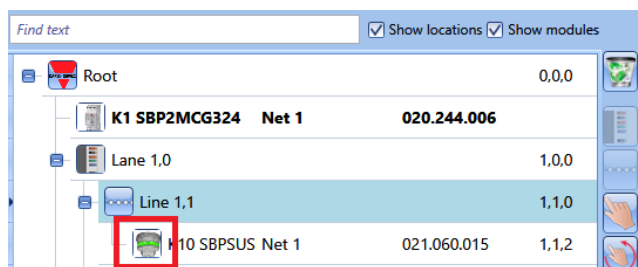 Find text Show locations Show modules
Root 0,0,0
K1 SBP2MCG324 Net 1 020.244.006
Lane 1,0 1,0,0
Line 1,1 1,1,0
10 SBPSUS Net 1 021.060.015 1,1,2